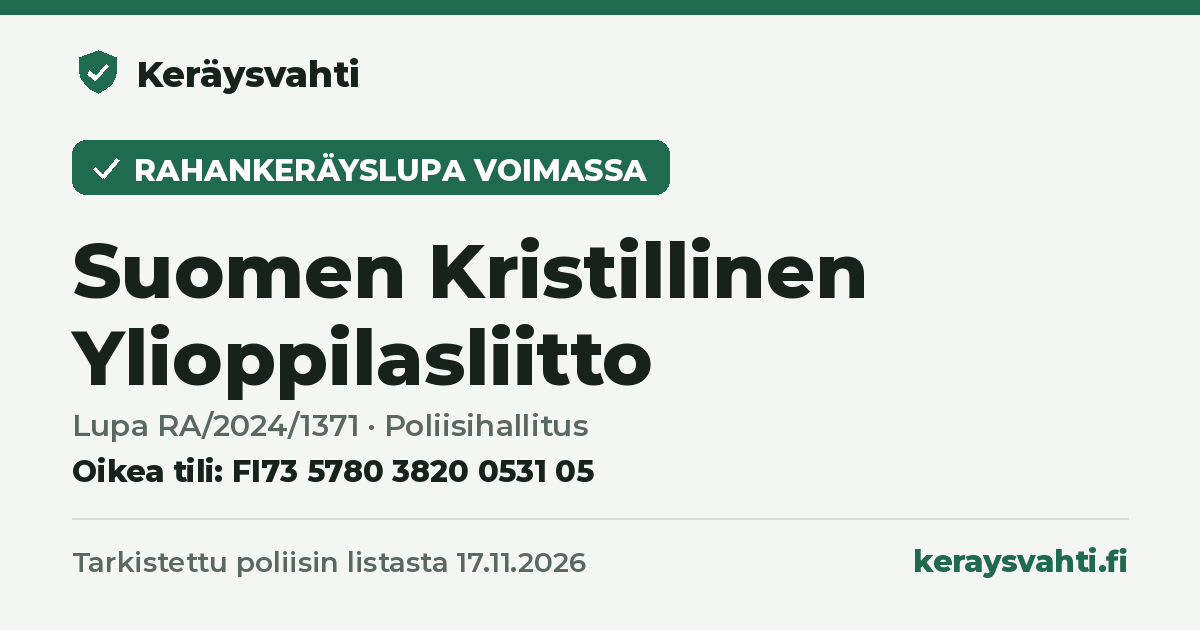 Keräysvahti
RAHANKERÄYSLUPA VOIMASSA
Suomen Kristillinen
Ylioppilasliitto
Lupa RA/2024/1371 · Poliisihallitus
Oikea tili: FI73 5780 3820 0531 05
Tarkistettu poliisin listasta 17.11.2026
keraysvahti.fi